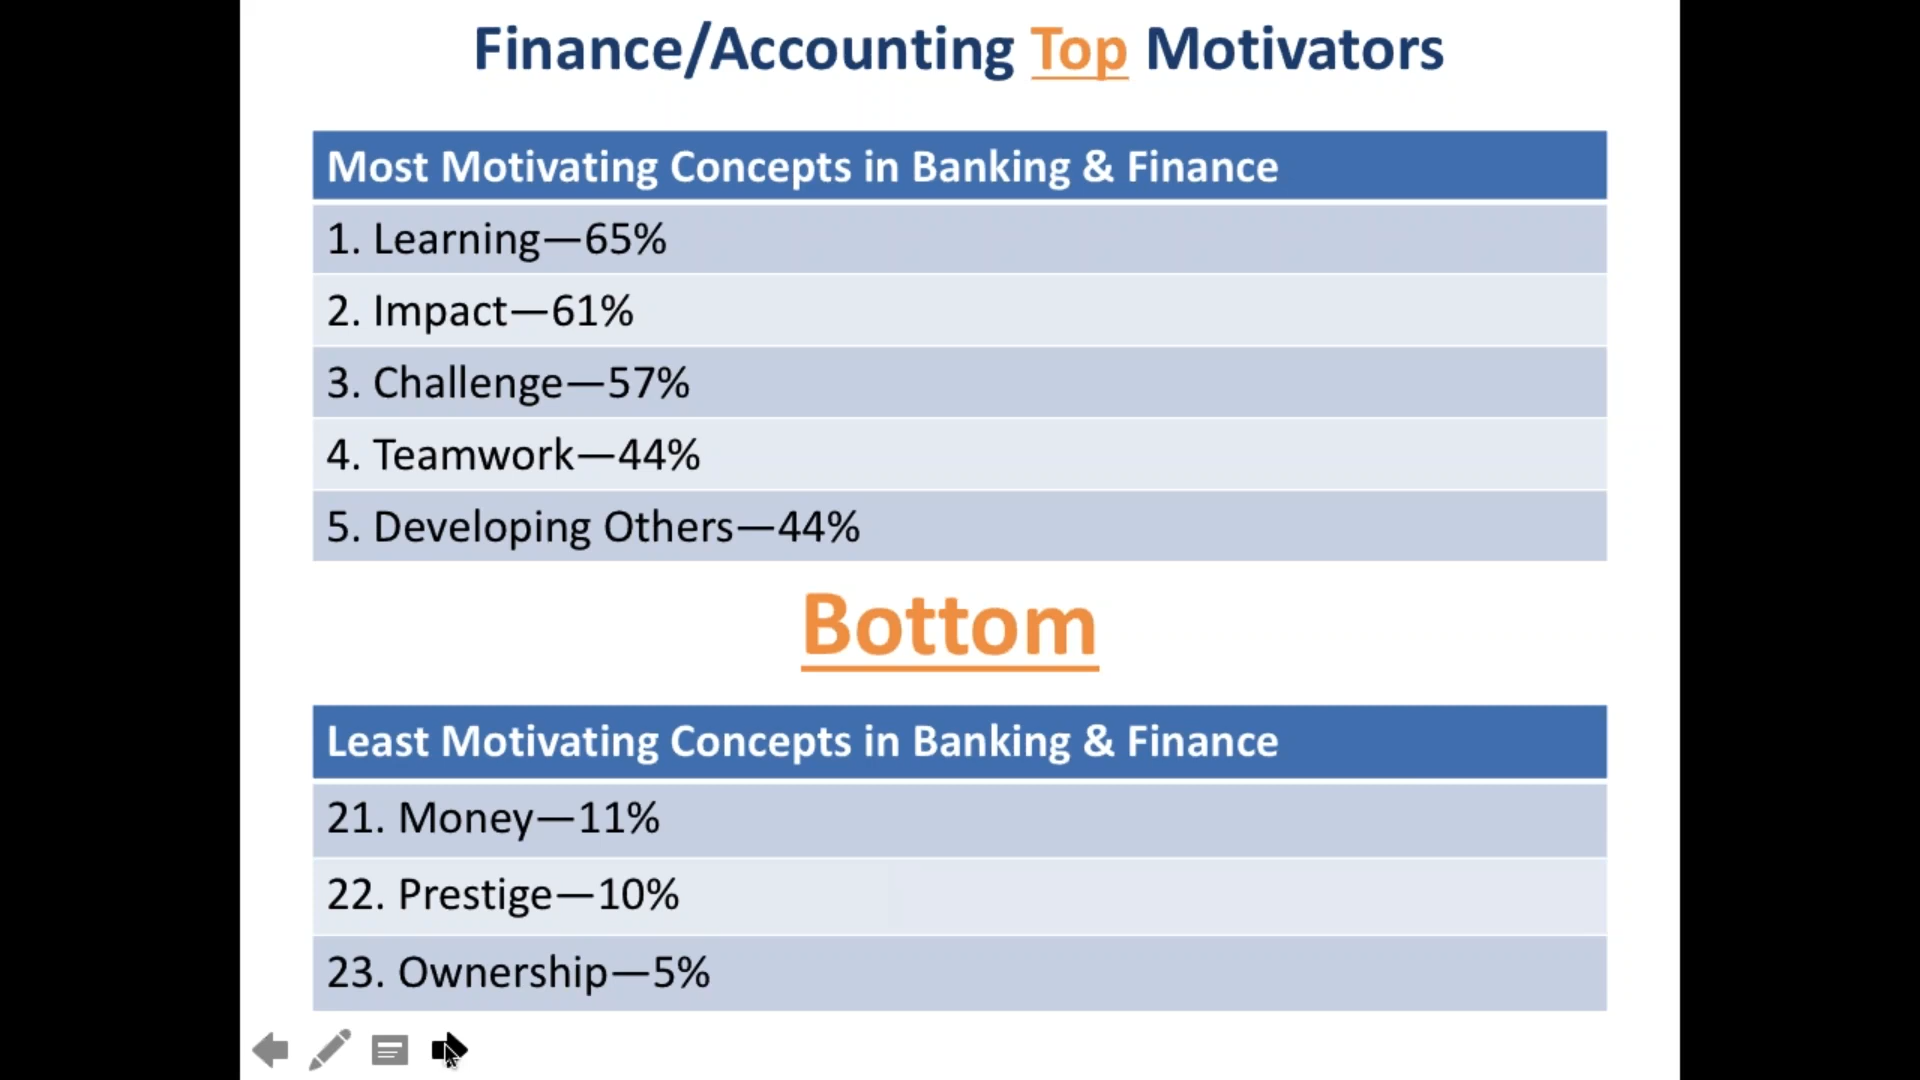 Finance/Accounting Top Motivators
Most Motivating Concepts in Banking & Finance
1. Learning—65%
2. Impact—61%
3. Challenge—57%
4. Teamwork—44%
5. Developing Others—44%
Bottom
Least Motivating Concepts in Banking & Finance
21. Money—11%
22. Prestige—10%
23. Ownership—5%